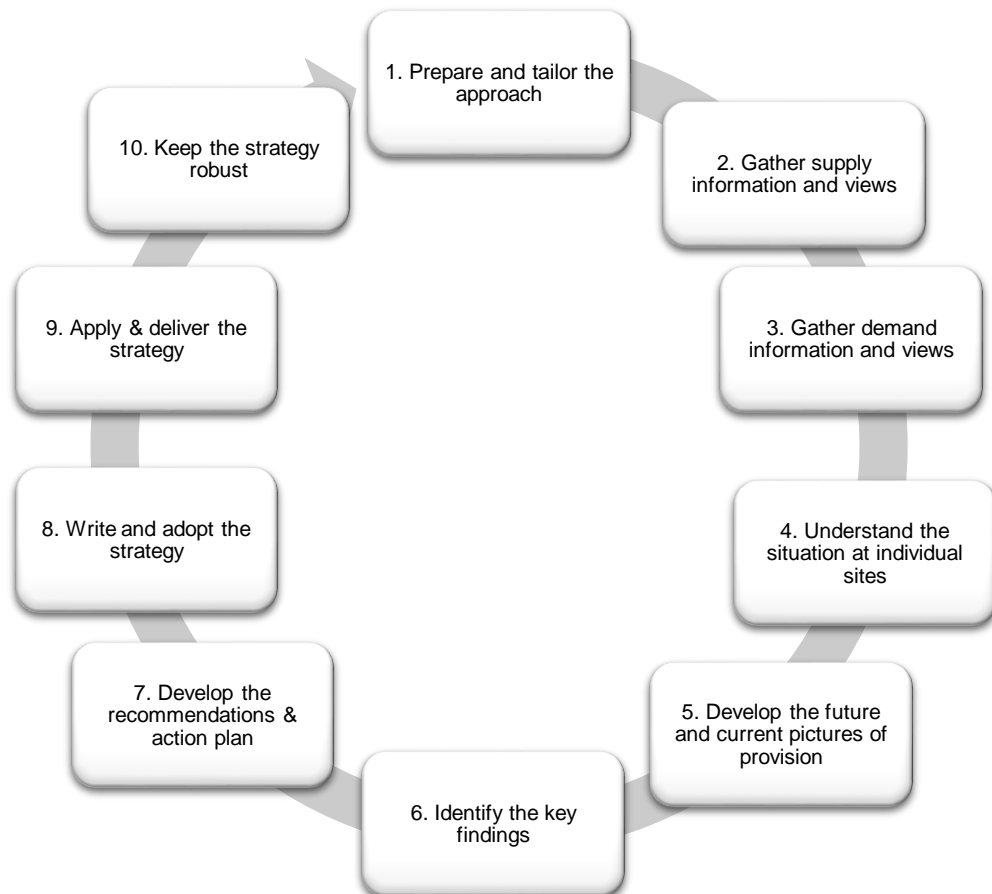 1. Prepare and tailor the
approach
2. Gather supply
information and views
3. Gather demand
information and views
4. Understand the
situation at individual
sites
5. Develop the future
and current pictures of
provision
6. Identify the key
findings
7. Develop the
recommendations &
action plan
8. Write and adopt the
strategy
9. Apply & deliver the
strategy
10. Keep the strategy
robust